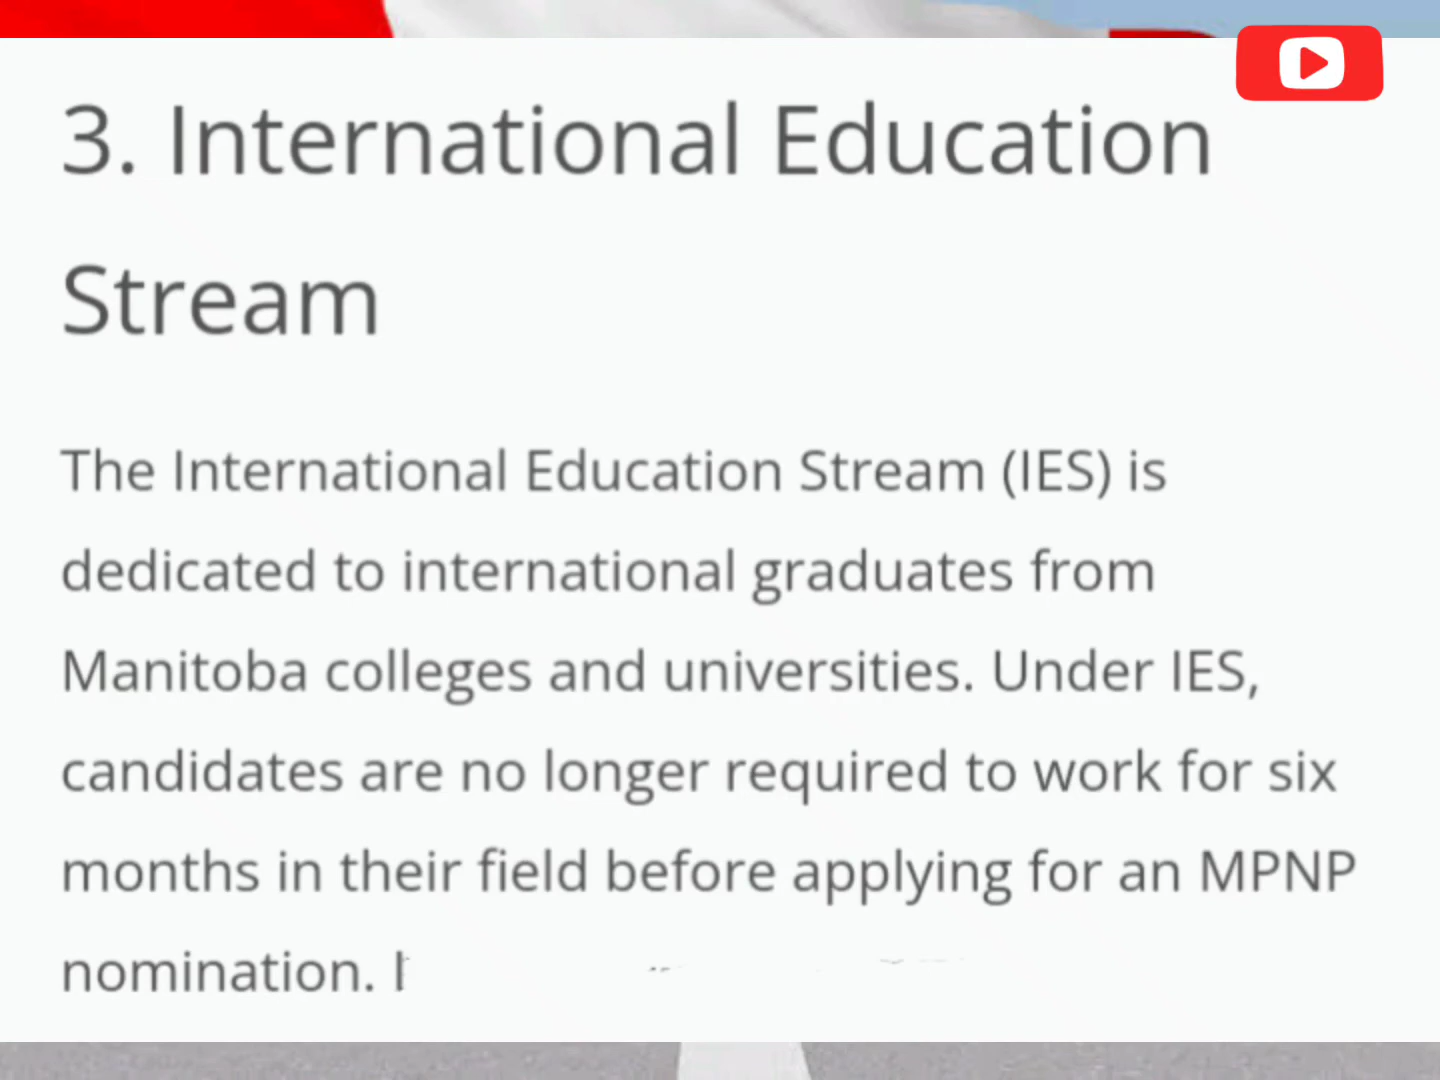 3. International Education
Stream
The International Education Stream (IES) is
dedicated to international graduates from
Manitoba colleges and universities. Under IES,
candidates are no longer required to work for six
months in their field before applying for an MPNP
nomination.